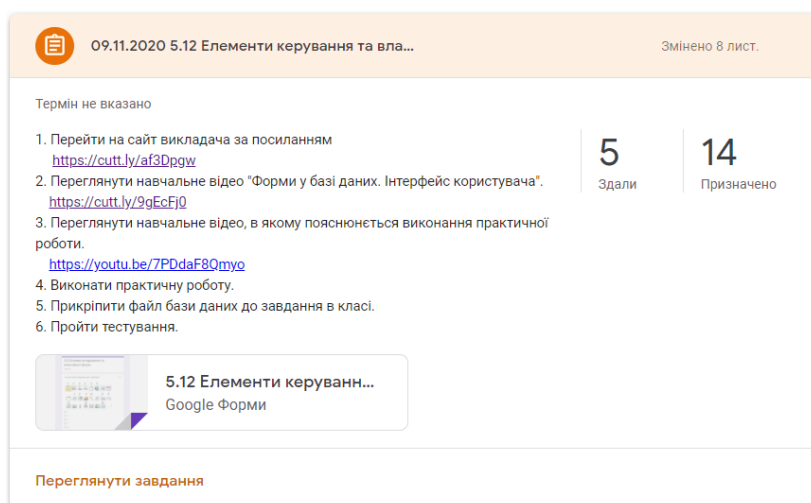 09.11.2020 5.12 Елементи керування та вла...
Змінено 8 лист.
Термін не вказано
1. Перейти на сайт викладача за посиланням
https://cutt.ly/af3Dpgw
2. Переглянути навчальне відео "Форми у базі даних. Інтерфейс користувача".
https://cutt.ly/9gEcFj0
3. Переглянути навчальне відео, в якому пояснюнється виконання практичної
роботи.
https://youtu.be/7PDdaF8Qmyo
4. Виконати практичну роботу.
5. Прикріпити файл бази даних до завдання в класі.
6. Пройти тестування.
5
Здали
14
Призначено
5.12 Елементи керуванн...
Google Форми
Переглянути завдання